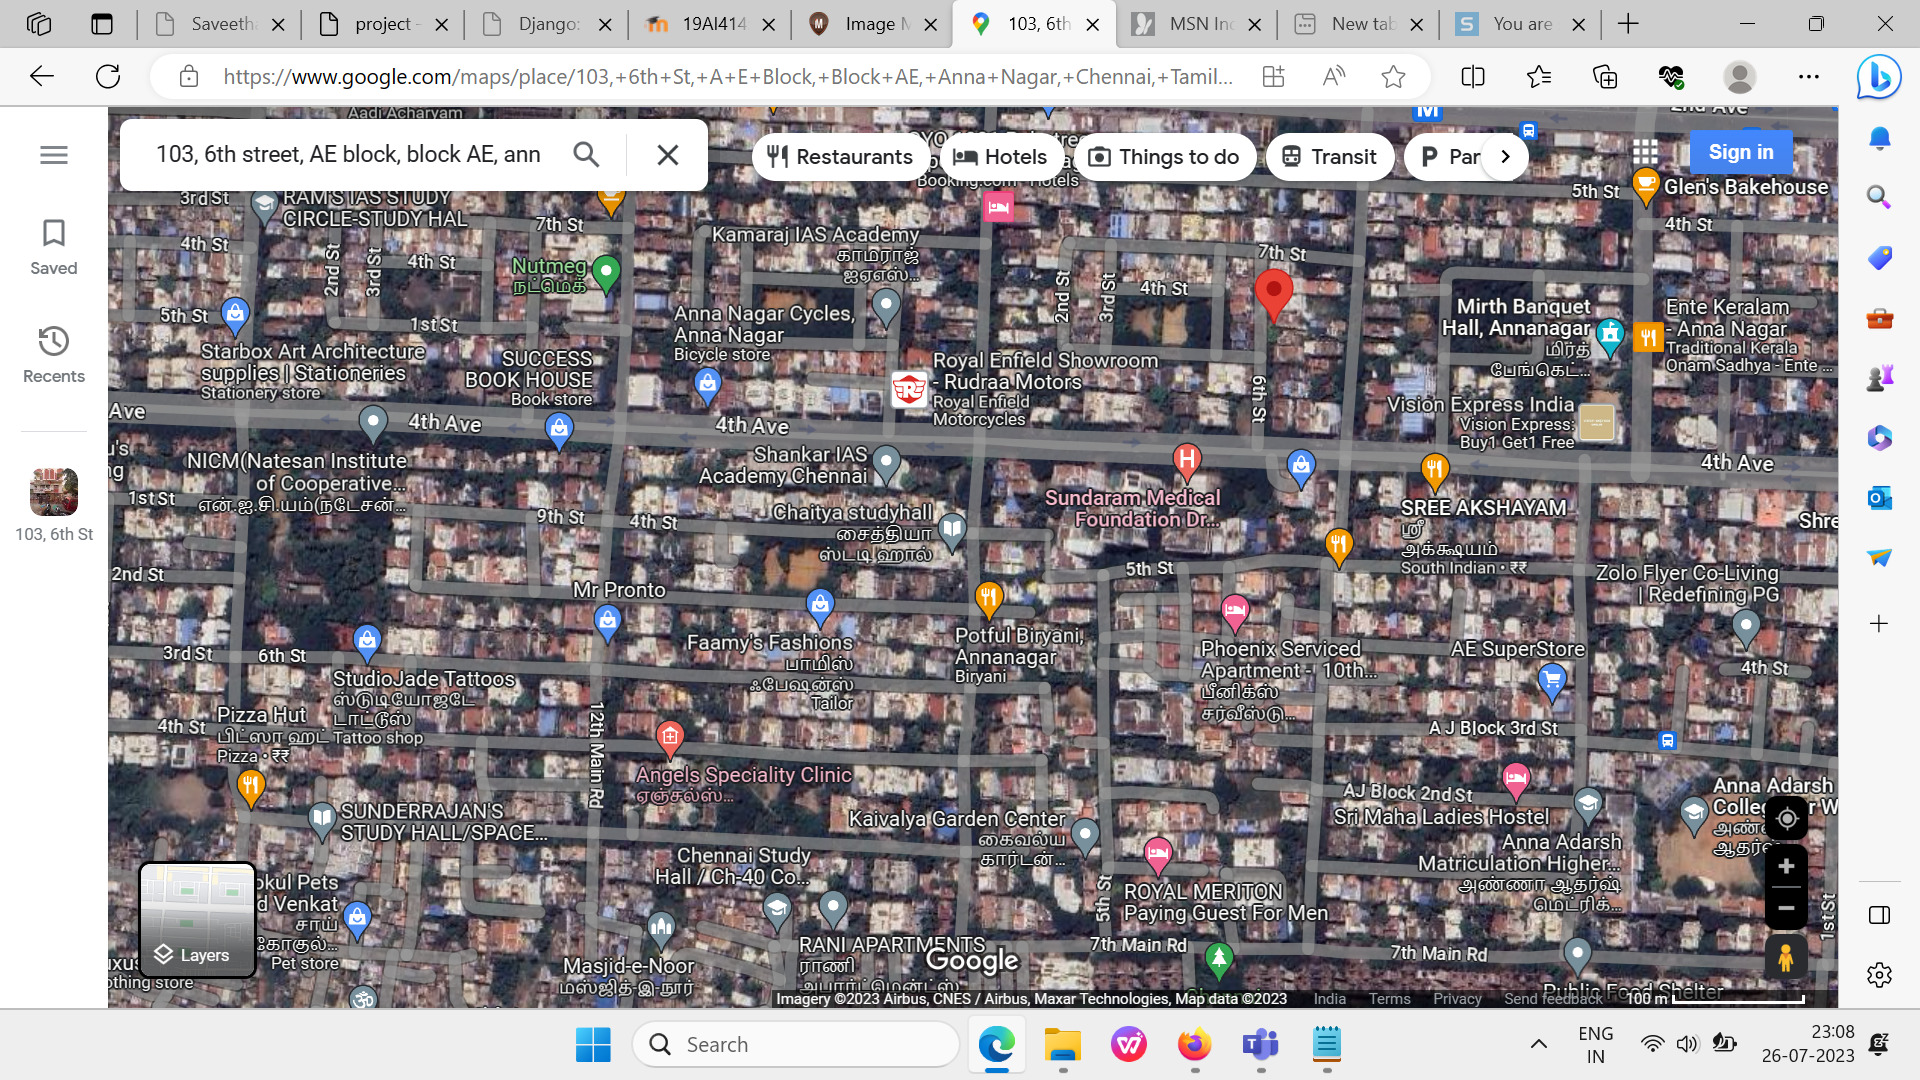 Saveetha
project -
Django:
19AI414
Image M
103, 6th
MSN Ind
New tab
You are
https://www.google.com/maps/place/103,+6th+St,+A+E+Block,+Block+AE,+Anna+Nagar,+Chennai,+Tamil...
Aadi Acharyam
2nd Ave
103, 6th street, AE block, block AE, ann
Restaurants
Hotels
Things to do
Transit
Par
Sign in
Booking.com Hotels
3rd St
RAM'S IAS STUDY
CIRCLE-STUDY HAL
7th St
5th St
Glen's Bakehouse
4th St
4th St
Kamaraj IAS Academy
காமராஜ்
ஐஏஎஸ்...
7th St
Saved
2nd St
3rd St
4th St
Nutmeg
நட்மெக்
2nd St
3rd St
4th St
5th St
1st St
Anna Nagar Cycles,
Anna Nagar
Bicycle store
Mirth Banquet
Hall, Annanagar
மிர்த்
பேங்கெட்...
Ente Keralam
- Anna Nagar
Traditional Kerala
Onam Sadhya - Ente ...
Recents
Starbox Art Architecture
supplies | Stationeries
Stationery store
SUCCESS
BOOK HOUSE
Book store
Royal Enfield Showroom
- Rudraa Motors
Royal Enfield
Motorcycles
6th St
Vision Express India
Vision Express:
Buy1 Get1 Free
Ave
4th Ave
4th Ave
4th Ave
NICM(Natesan Institute
of Cooperative...
என்.ஐ.சி.யம்(நடேசன்...
Shankar IAS
Academy Chennai
1st St
9th St
4th St
Chaitya studyhall
சைத்தியா
ஸ்டடி ஹால்
Sundaram Medical
Foundation Dr...
SREE AKSHAYAM
ஸ்ரீ
அக்க்ஷயம்
South Indian • ₹₹
Shre
103, 6th St
2nd St
5th St
Zolo Flyer Co-Living
| Redefining PG
Mr Pronto
Faamy's Fashions
பாமிஸ்
ஃபேஷன்ஸ்
Tailor
Potful Biryani,
Annanagar
Biryani
Phoenix Serviced
Apartment - 10th...
பீனிக்ஸ்
சர்வீஸ்டு...
AE SuperStore
4th St
3rd St
6th St
StudioJade Tattoos
ஸ்டுடியோஜடே
டாட்டூஸ்
Tattoo shop
4th St
Pizza Hut
பிட்ஸா ஹட்
Pizza • ₹₹
12th Main Rd
A J Block 3rd St
Angels Speciality Clinic
ஏஞ்சல்ஸ்...
AJ Block 2nd St
Sri Maha Ladies Hostel
SUNDERRAJAN'S
STUDY HALL/SPACE...
Kaivalya Garden Center
கைவல்ய
கார்டன்...
Anna Adarsh
Matriculation Higher...
அண்ணா ஆதர்ஷ்
மெட்ரிக்...
Anna Adarsh
Chennai Study
Hall / Ch-40 Co...
ROYAL MERITON
Paying Guest For Men
5th St
1st St
okul Pets
d Venkat
சாய்
கோகுல்...
Pet store
Layers
Masjid-e-Noor
மஸ்ஜித்-இ-நூர்
RANI APARTMENTS
ராணி
அபார்ட்மென்ட்ஸ்
Google
7th Main Rd
7th Main Rd
othing store
Public Food Shelter
Imagery ©2023 Airbus, CNES / Airbus, Maxar Technologies, Map data ©2023
India
Terms
Privacy
Send feedback
100 m
Search
ENG
IN
23:08
26-07-2023